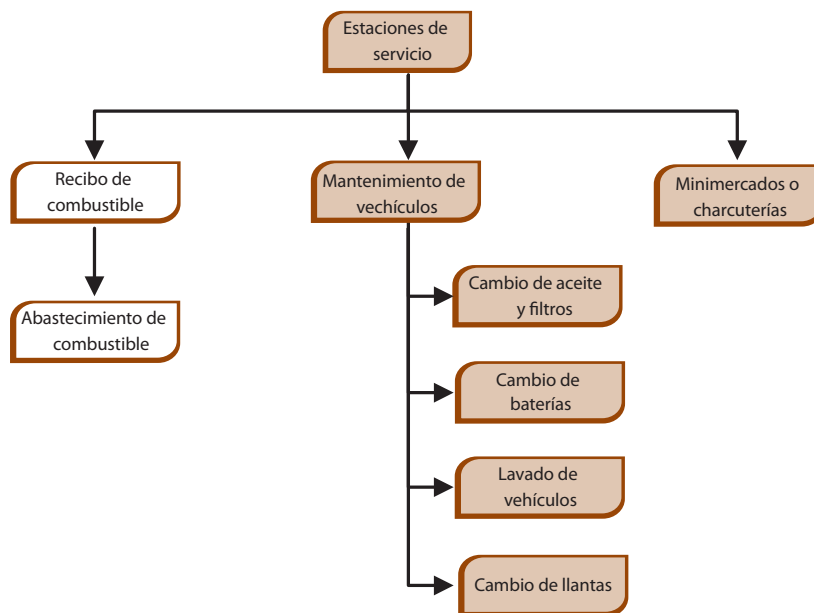 Estaciones de
servicio
Recibo de
combustible
Mantenimiento de
vechículos
Minimercados o
charcuterías
Abastecimiento de
combustible
Cambio de aceite
y filtros
Cambio de
baterías
Lavado de
vehículos
Cambio de llantas